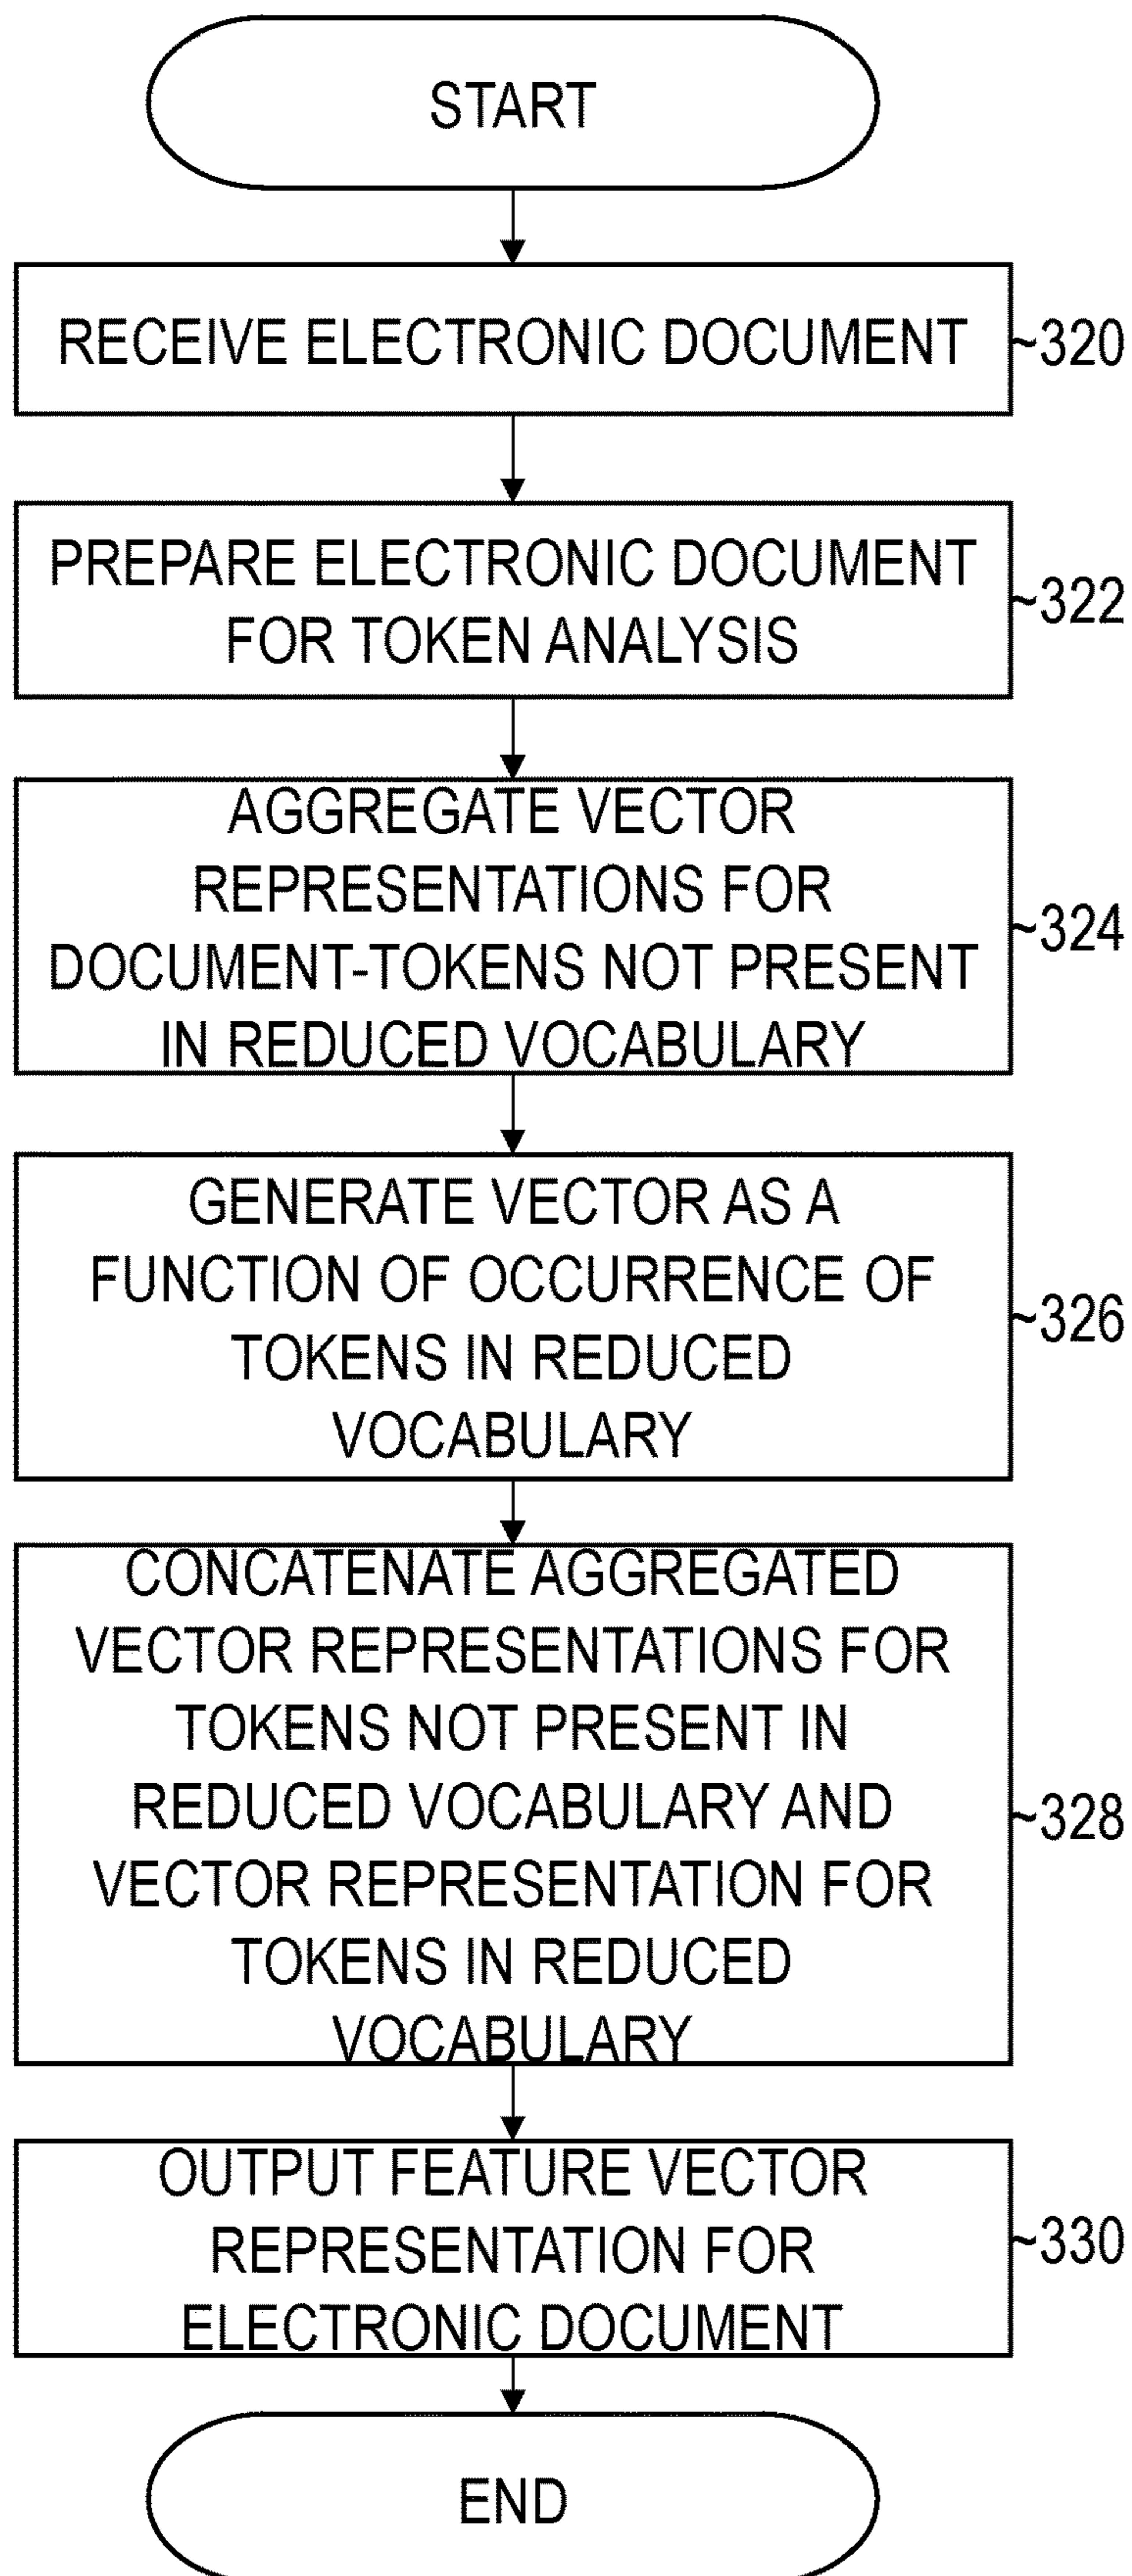 START
RECEIVE ELECTRONIC DOCUMENT
~320
PREPARE ELECTRONIC DOCUMENT
FOR TOKEN ANALYSIS
~322
AGGREGATE VECTOR
REPRESENTATIONS FOR
DOCUMENT-TOKENS NOT PRESENT
IN REDUCED VOCABULARY
~324
GENERATE VECTOR AS A
FUNCTION OF OCCURRENCE OF
TOKENS IN REDUCED
VOCABULARY
~326
CONCATENATE AGGREGATED
VECTOR REPRESENTATIONS FOR
TOKENS NOT PRESENT IN
REDUCED VOCABULARY AND
VECTOR REPRESENTATION FOR
TOKENS IN REDUCED
VOCABULARY
~328
OUTPUT FEATURE VECTOR
REPRESENTATION FOR
ELECTRONIC DOCUMENT
~330
END